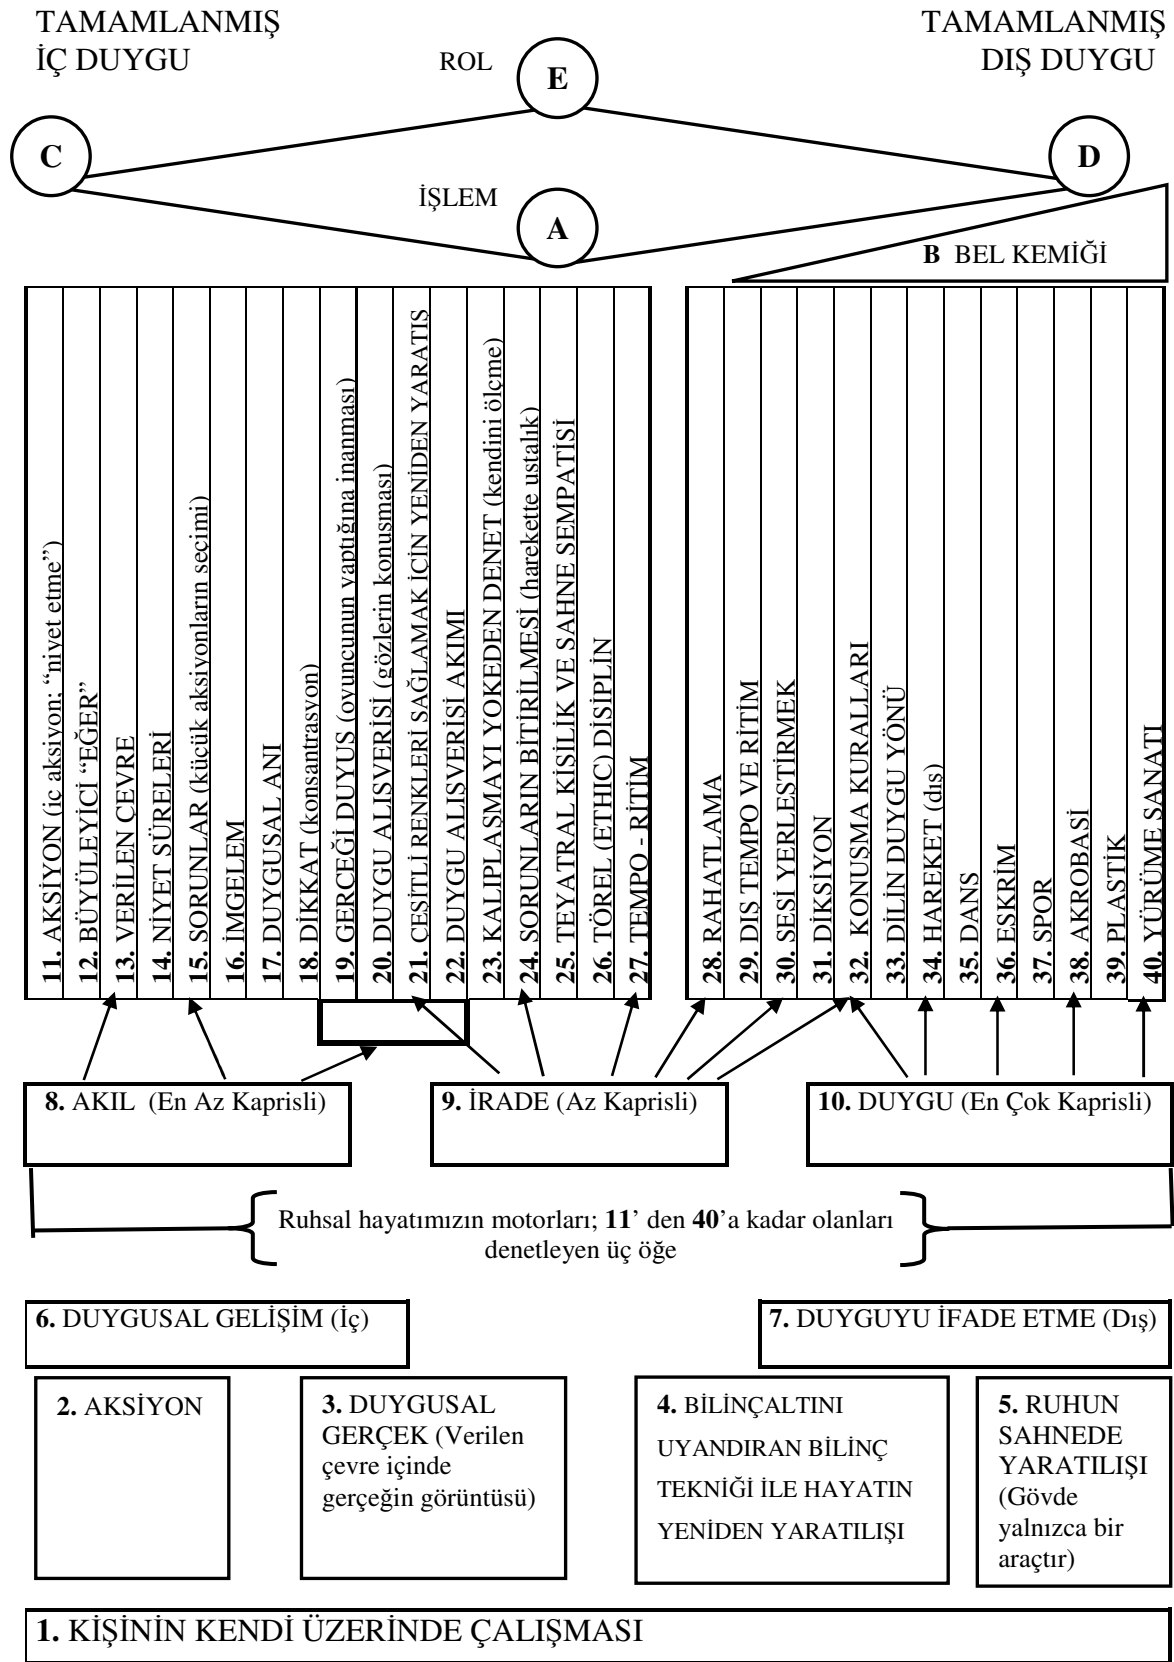 TAMAMLANMIŞ
İÇ DUYGU
TAMAMLANMIŞ
DIŞ DUYGU
ROL
E
C
D
İŞLEM
A
B BEL KEMİĞİ
11. AKSİYON (iç aksiyon; “niyet etme”)
12. BÜYÜLEYİCİ “EĞER”
13. VERİLEN ÇEVRE
14. NİYET SÜRELERİ
15. SORUNLAR (küçük aksiyonların seçimi)
16. İMGELEM
17. DUYGUSAL ANI
18. DİKKAT (konsantrasyon)
19. GERÇEĞİ DUYUŞ (oyuncunun yaptığına inanması)
20. DUYGU ALIŞVERİŞİ (gözlerin konuşması)
21. ÇEŞİTLİ RENKLERİ SAĞLAMAK İÇİN YENİDEN YARATIŞ
22. DUYGU ALIŞVERİŞİ AKIMI
23. KALIPLAŞMAYI YOKEDEN DENET (kendini ölçme)
24. SORUNLARIN BİTİRİLMESİ (harekette ustalık)
25. TEYATRAL KİŞİLİK VE SAHNE SEMPATİSİ
26. TÖREL (ETHIC) DİSİPLİN
27. TEMPO - RİTİM
28. RAHATLAMA
29. DIŞ TEMPO VE RİTİM
30. SESİ YERLEŞTİRMEK
31. DİKSİYON
32. KONUŞMA KURALLARI
33. DİLİN DUYGU YÖNÜ
34. HAREKET (dış)
35. DANS
36. ESKRİM
37. SPOR
38. AKROBASİ
39. PLASTİK
40. YÜRÜME SANATI
8. AKIL (En Az Kaprisli)
9. İRADE (Az Kaprisli)
10. DUYGU (En Çok Kaprisli)
Ruhsal hayatımızın motorları; 11’ den 40’a kadar olanları
denetleyen üç öğe
6. DUYGUSAL GELİŞİM (İç)
7. DUYGUYU İFADE ETME (Dış)
2. AKSİYON
3. DUYGUSAL
GERÇEK (Verilen
çevre içinde
gerçeğin görüntüsü)
4. BİLİNÇALTINI
UYANDIRAN BİLİNÇ
TEKNİĞİ İLE HAYATIN
YENİDEN YARATILIŞI
5. RUHUN
SAHNEDE
YARATILIŞI
(Gövde
yalnızca bir
araçtır)
1. KİŞİNİN KENDİ ÜZERİNDE ÇALIŞMASI